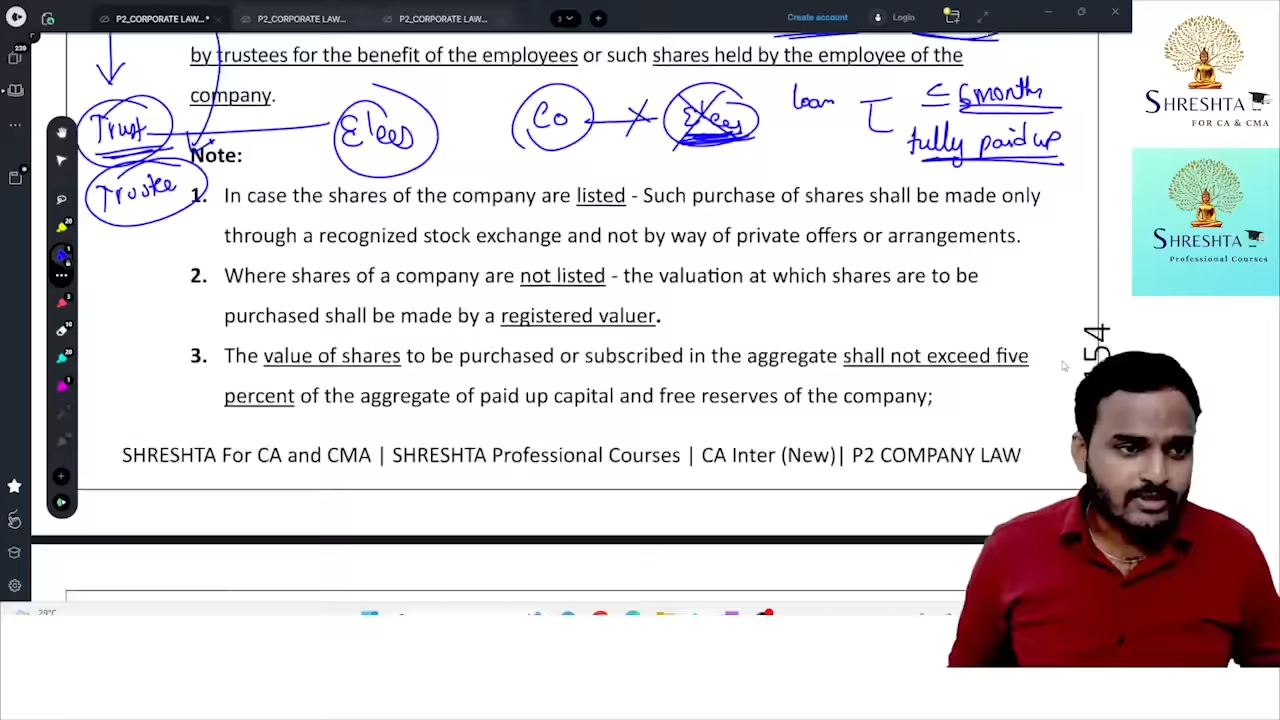 P2_CORPORATE LAW...*
P2_CORPORATE LAW...
P2_CORPORATE LAW...
3
Create account
Login
239
by trustees for the benefit of the employees or such shares held by the employee of the
company.
Trust
E'ees
Co
E'ees
loan
≤ 6months
fully paid up
Trustee
Note:
1. In case the shares of the company are listed - Such purchase of shares shall be made only
through a recognized stock exchange and not by way of private offers or arrangements.
2. Where shares of a company are not listed - the valuation at which shares are to be
purchased shall be made by a registered valuer.
3. The value of shares to be purchased or subscribed in the aggregate shall not exceed five
percent of the aggregate of paid up capital and free reserves of the company;
154
SHRESHTA For CA and CMA | SHRESHTA Professional Courses | CA Inter (New)| P2 COMPANY LAW
29°C
SHRESHTA
FOR CA & CMA
SHRESHTA
Professional Courses